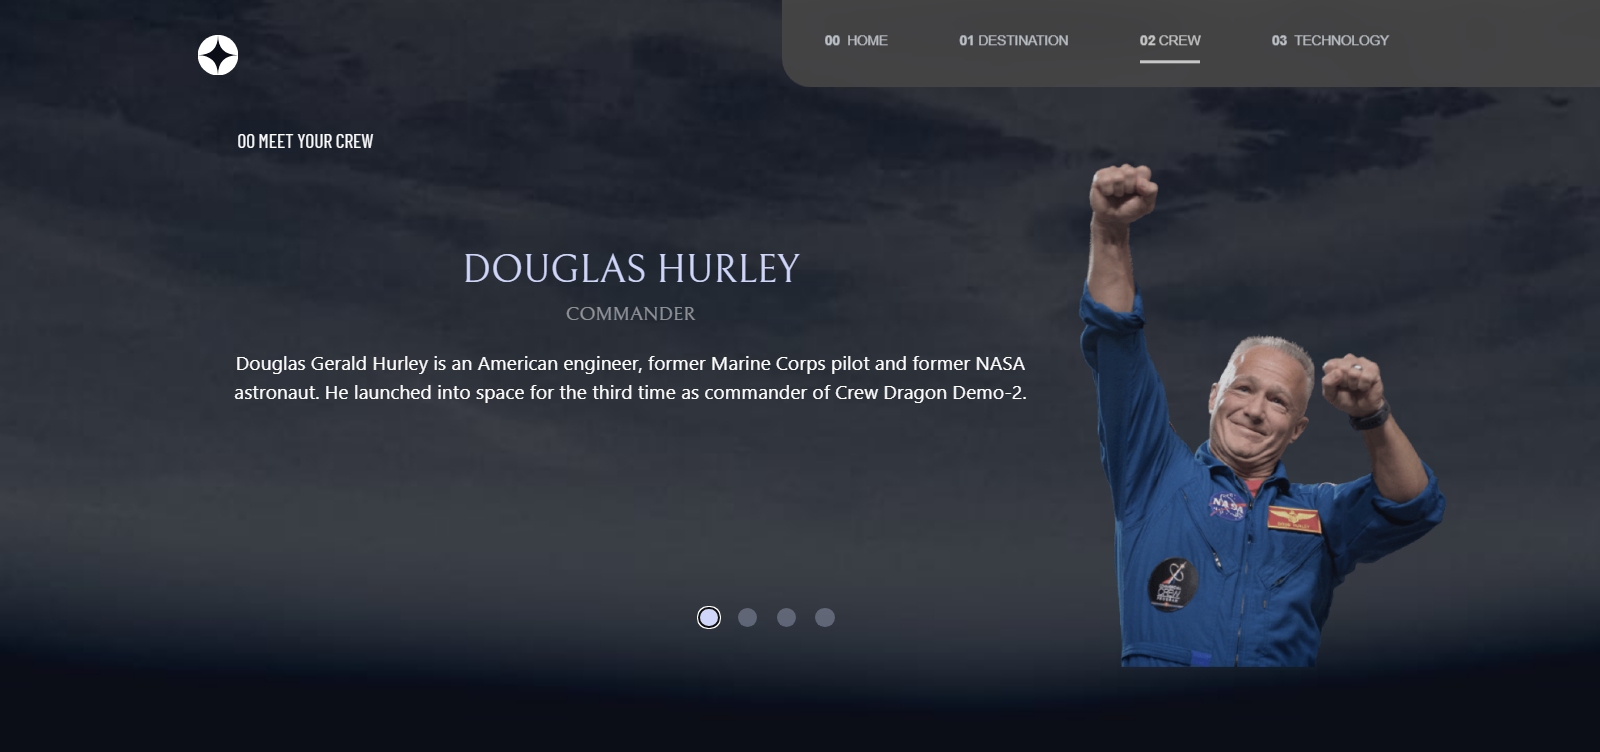 00 HOME 01 DESTINATION 02 CREW 03 TECHNOLOGY
00 MEET YOUR CREW
DOUGLAS HURLEY
COMMANDER
Douglas Gerald Hurley is an American engineer, former Marine Corps pilot and former NASA
astronaut. He launched into space for the third time as commander of Crew Dragon Demo-2.
NASA
CREW